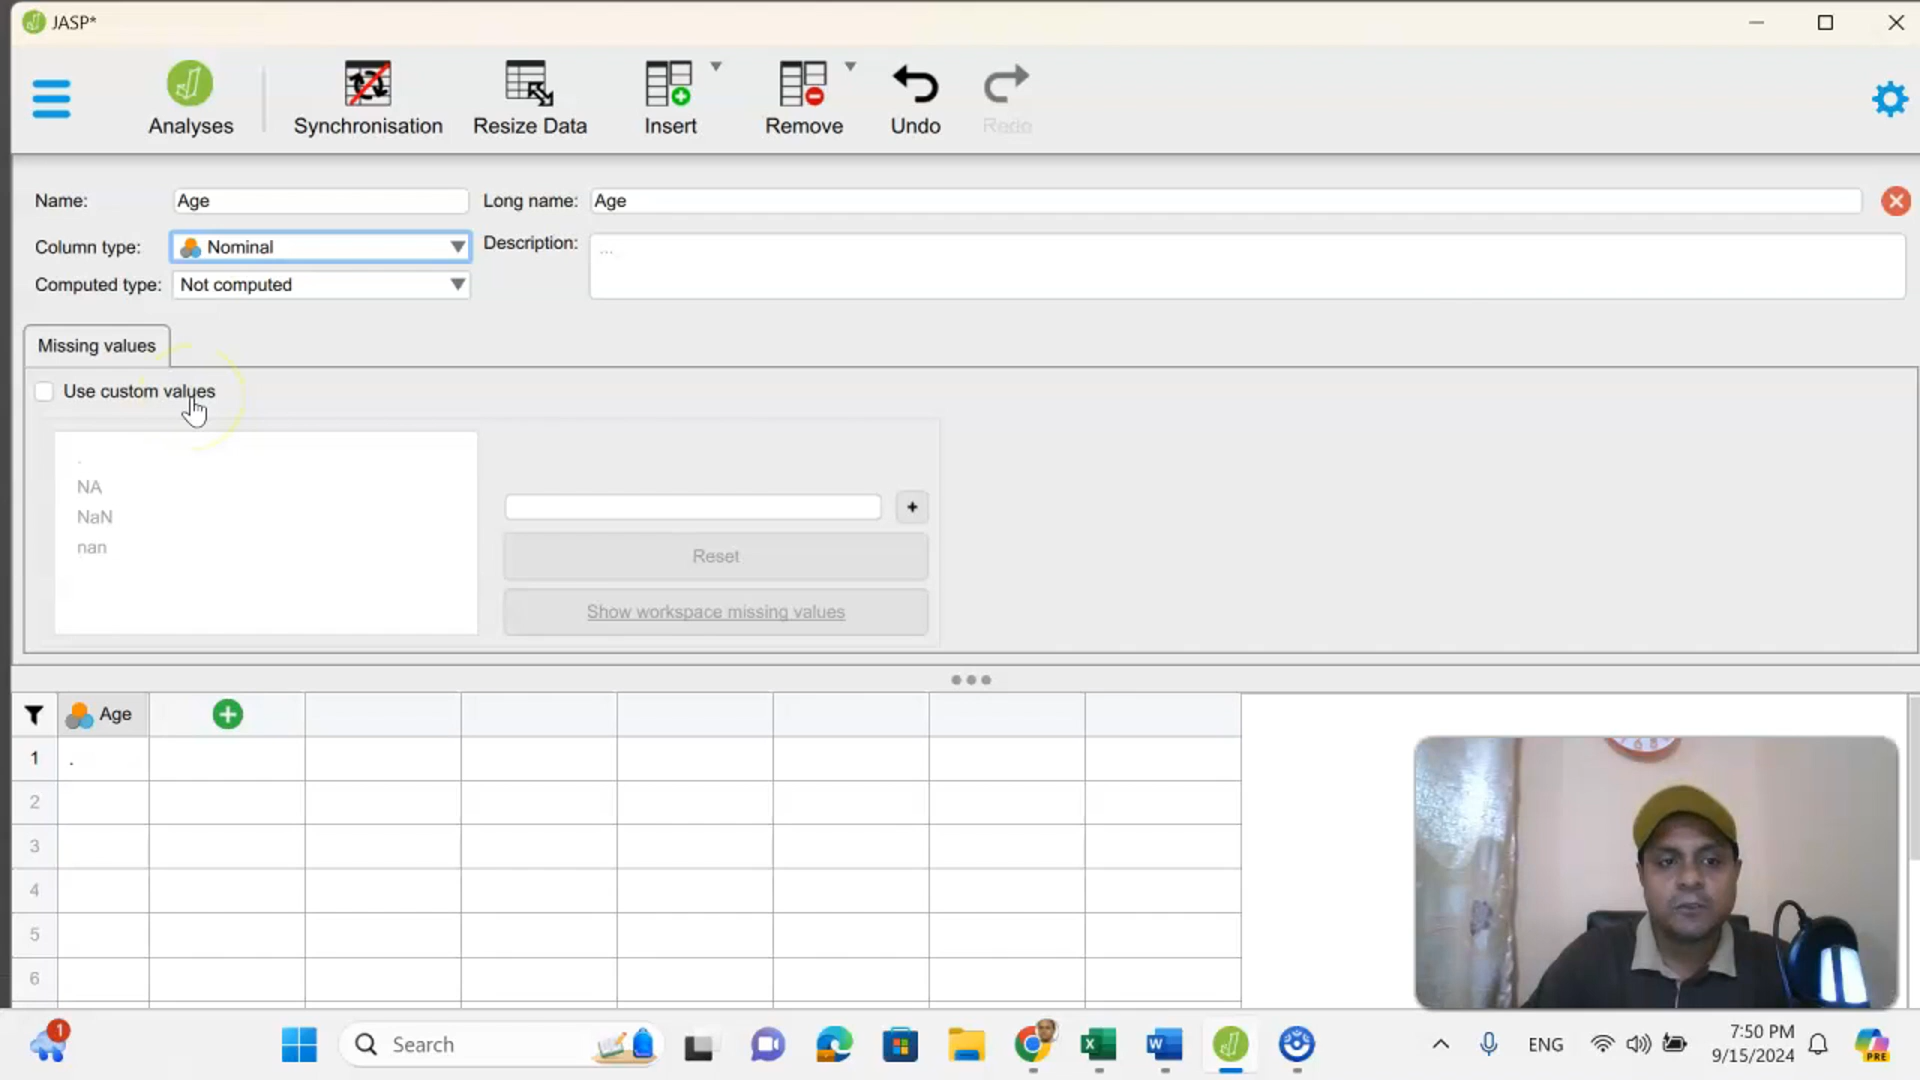 JASP*
Analyses
Synchronisation
Resize Data
Insert
Remove
Undo
Redo
Name: Age Long name: Age
Column type: Nominal Description: ...
Computed type: Not computed
Missing values
Use custom values
.
NA
NaN
nan
+
Reset
Show workspace missing values
Age
1 .
2
3
4
5
6
1
Search
ENG
7:50 PM
9/15/2024
PRE